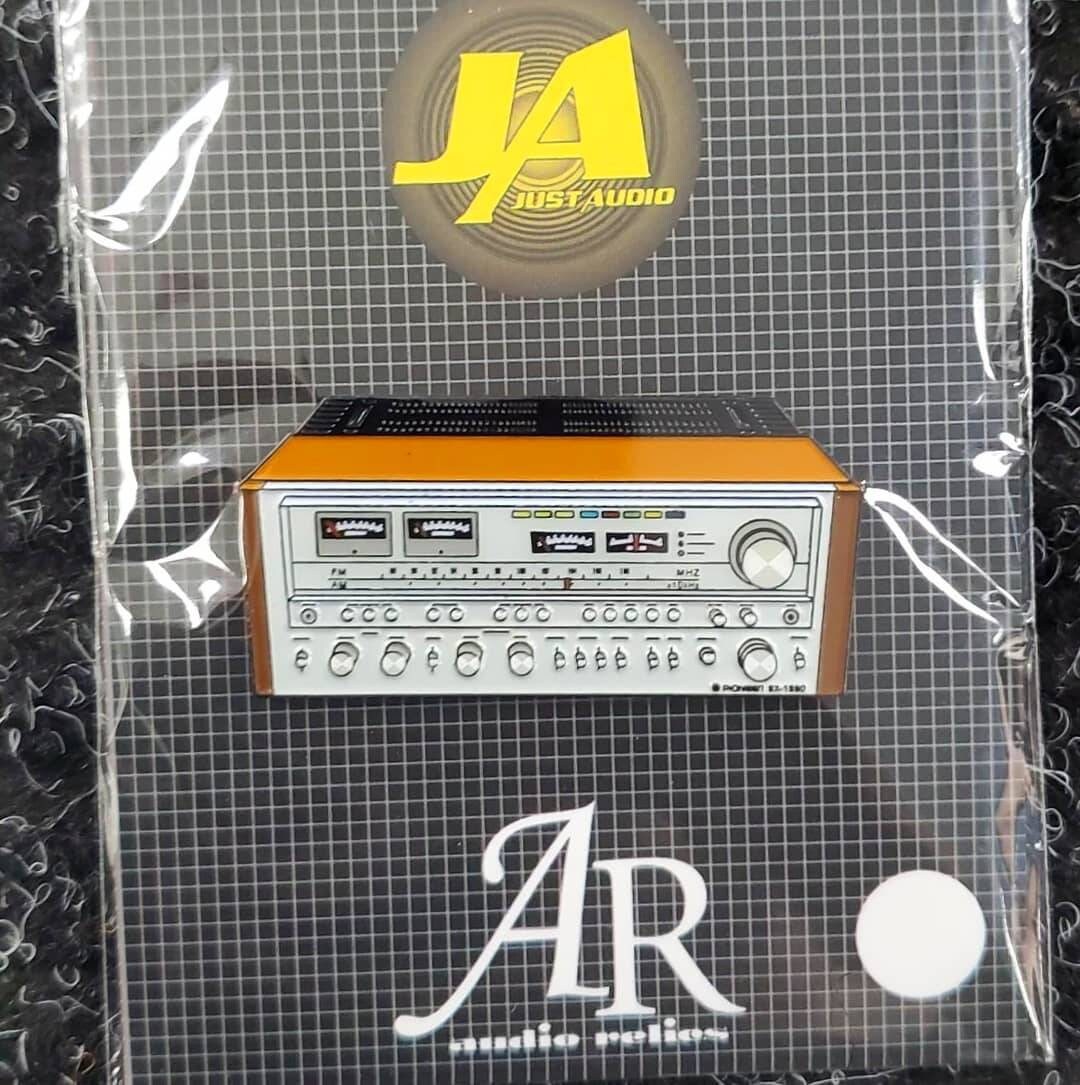 JA
JUST AUDIO
FM
MHZ
AM
PIONEER SX-1980
AR
audio relics